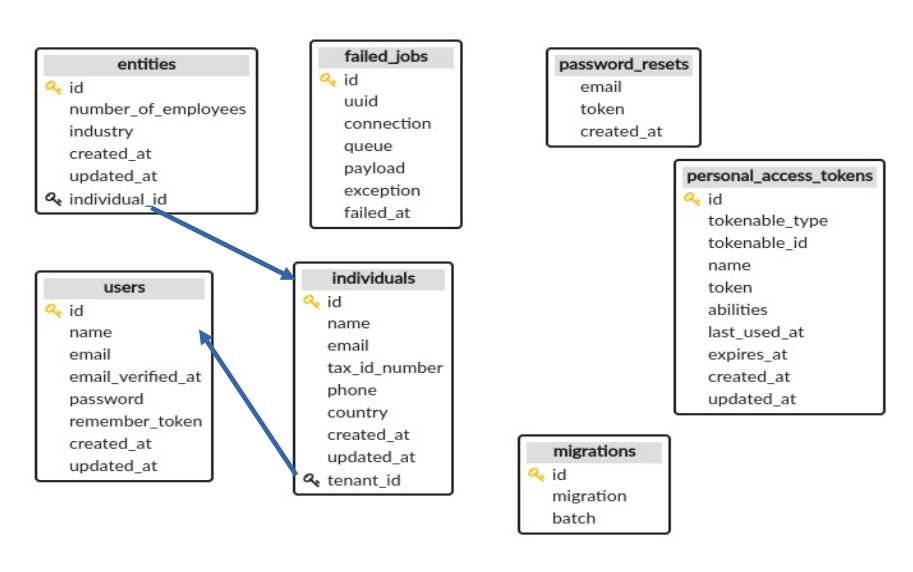 entities
id
number_of_employees
industry
created_at
updated_at
individual_id
failed_jobs
id
uuid
connection
queue
payload
exception
failed_at
password_resets
email
token
created_at
personal_access_tokens
id
tokenable_type
tokenable_id
name
token
abilities
last_used_at
expires_at
created_at
updated_at
users
id
name
email
email_verified_at
password
remember_token
created_at
updated_at
individuals
id
name
email
tax_id_number
phone
country
created_at
updated_at
tenant_id
migrations
id
migration
batch